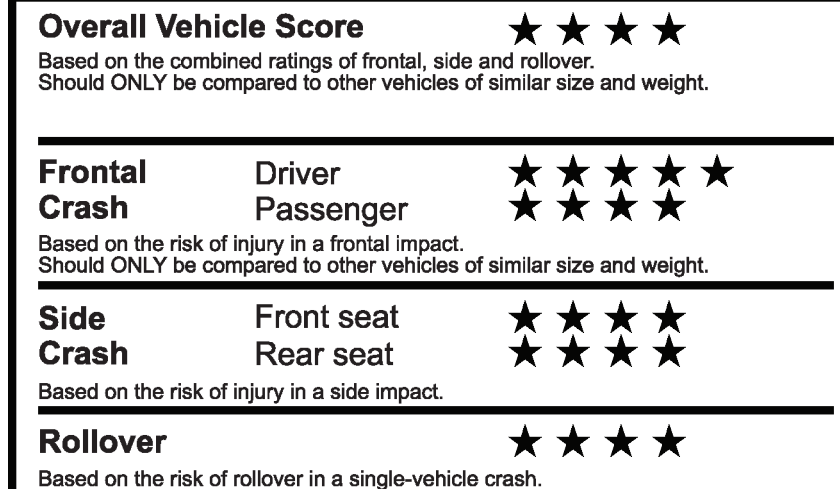 Overall Vehicle Score ★ ★ ★ ★
Based on the combined ratings of frontal, side and rollover.
Should ONLY be compared to other vehicles of similar size and weight.
Frontal Driver ★ ★ ★ ★ ★
Crash Passenger ★ ★ ★ ★
Based on the risk of injury in a frontal impact.
Should ONLY be compared to other vehicles of similar size and weight.
Side Front seat ★ ★ ★ ★
Crash Rear seat ★ ★ ★ ★
Based on the risk of injury in a side impact.
Rollover ★ ★ ★ ★
Based on the risk of rollover in a single-vehicle crash.